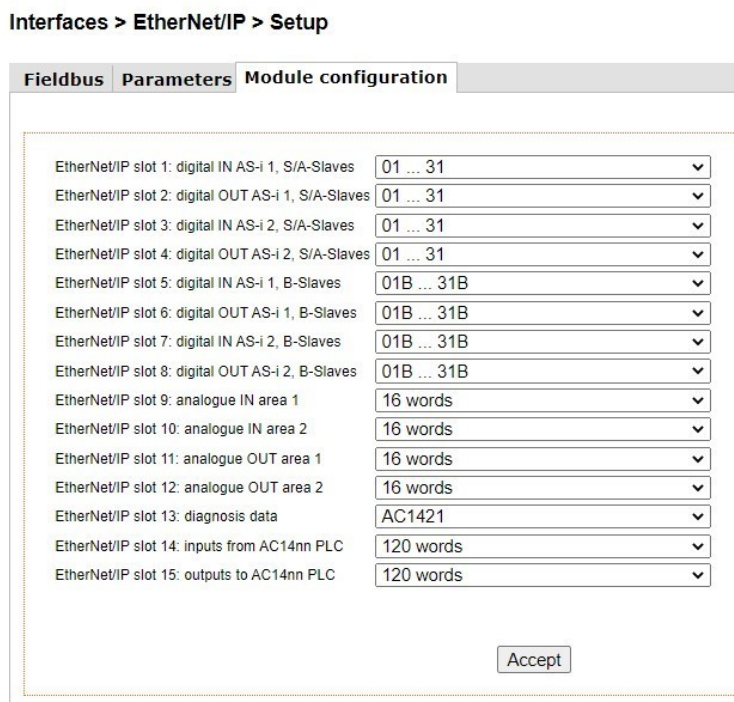 Interfaces > EtherNet/IP > Setup
Fieldbus Parameters Module configuration
EtherNet/IP slot 1: digital IN AS-i 1, S/A-Slaves 01 ... 31
EtherNet/IP slot 2: digital OUT AS-i 1, S/A-Slaves 01 ... 31
EtherNet/IP slot 3: digital IN AS-i 2, S/A-Slaves 01 ... 31
EtherNet/IP slot 4: digital OUT AS-i 2, S/A-Slaves 01 ... 31
EtherNet/IP slot 5: digital IN AS-i 1, B-Slaves 01B ... 31B
EtherNet/IP slot 6: digital OUT AS-i 1, B-Slaves 01B ... 31B
EtherNet/IP slot 7: digital IN AS-i 2, B-Slaves 01B ... 31B
EtherNet/IP slot 8: digital OUT AS-i 2, B-Slaves 01B ... 31B
EtherNet/IP slot 9: analogue IN area 1 16 words
EtherNet/IP slot 10: analogue IN area 2 16 words
EtherNet/IP slot 11: analogue OUT area 1 16 words
EtherNet/IP slot 12: analogue OUT area 2 16 words
EtherNet/IP slot 13: diagnosis data AC1421
EtherNet/IP slot 14: inputs from AC14nn PLC 120 words
EtherNet/IP slot 15: outputs to AC14nn PLC 120 words
Accept